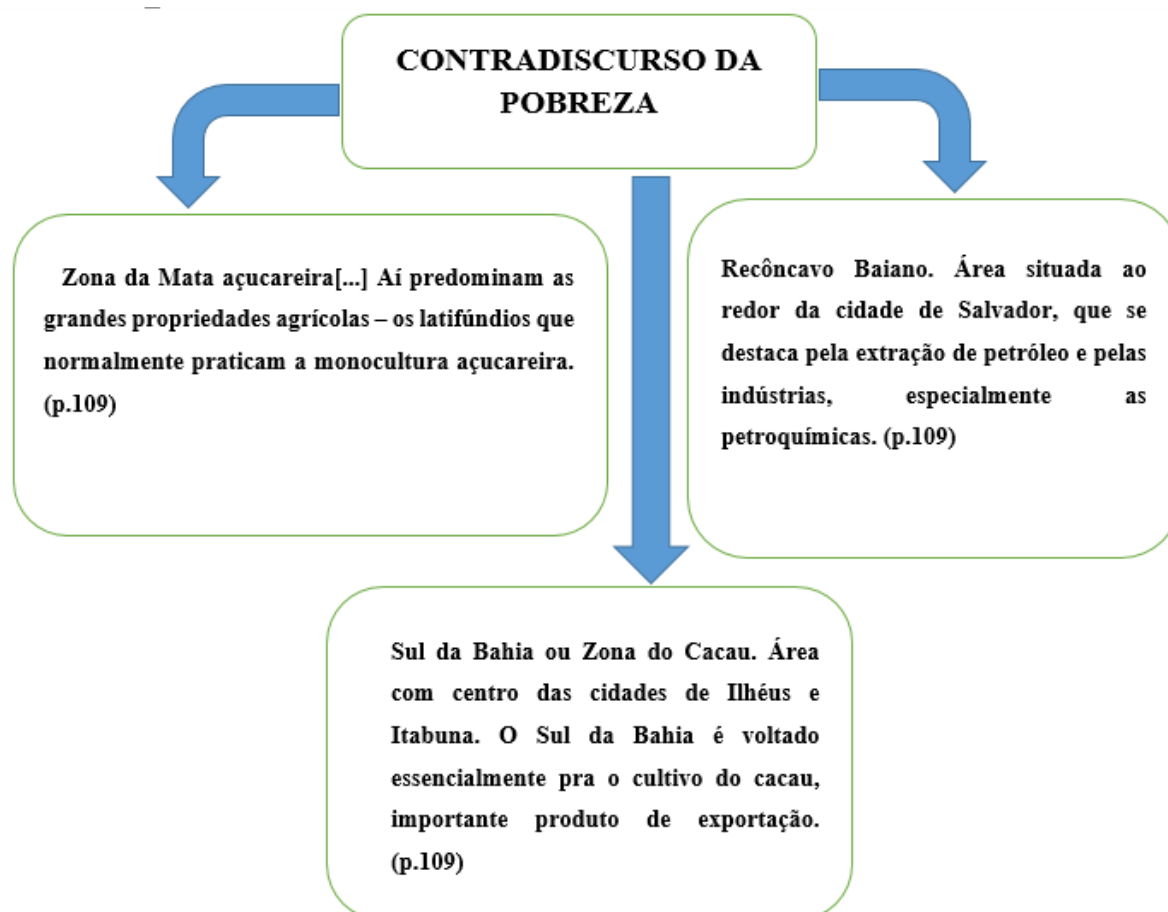 CONTRADISCURSO DA
POBREZA
Zona da Mata açucareira[...] Aí predominam as
grandes propriedades agrícolas – os latifúndios que
normalmente praticam a monocultura açucareira.
(p.109)
Recôncavo Baiano. Área situada ao
redor da cidade de Salvador, que se
destaca pela extração de petróleo e pelas
indústrias, especialmente as
petroquímicas. (p.109)
Sul da Bahia ou Zona do Cacau. Área
com centro das cidades de Ilhéus e
Itabuna. O Sul da Bahia é voltado
essencialmente pra o cultivo do cacau,
importante produto de exportação.
(p.109)